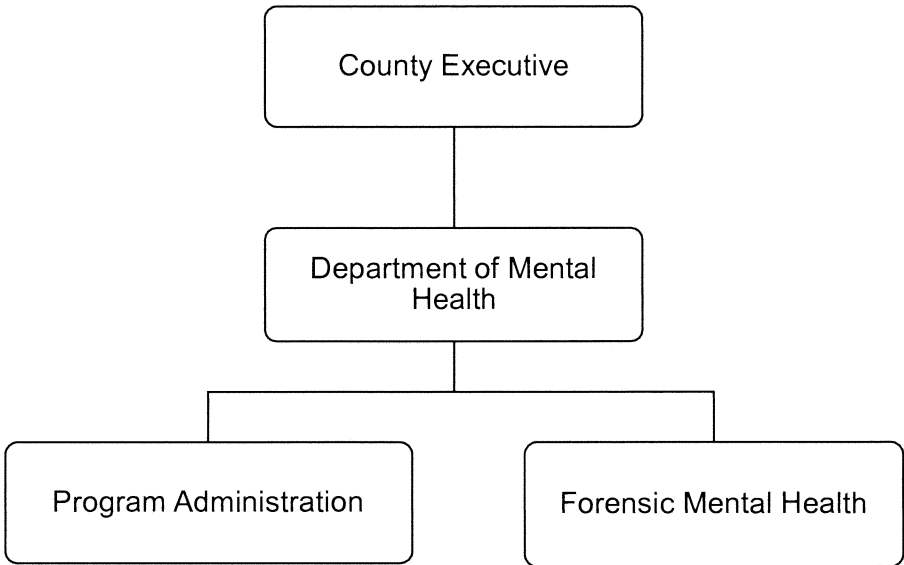 County Executive
Department of Mental
Health
Program Administration
Forensic Mental Health